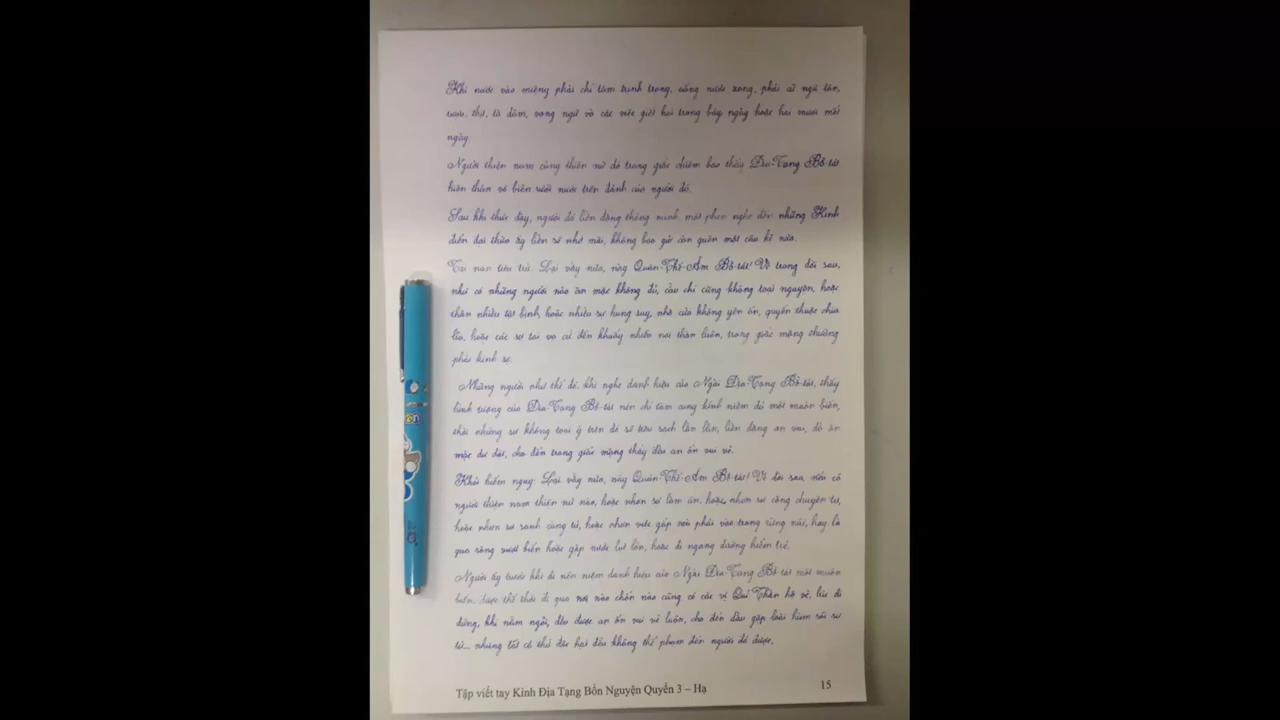 Khi nước vào miệng phải chí tâm trịnh trọng, uống nước xong, phải cữ ngũ tân,
rượu, thịt, tà dâm, vọng ngữ và các việc giết hại trong bảy ngày hoặc hai mươi mốt
ngày.
Người thiện nam cùng thiện nữ đó trong giấc chiêm bao thấy Địa-Tạng Bồ-tát
hiện thân vô biên rưới nước trên đảnh của người đó.
Sau khi thức dậy, người đó liền đặng thông minh, một phen nghe đến những Kinh
điển đại thừa ấy liền sẽ nhớ mãi, không bao giờ còn quên một câu kệ nữa.
Tai nạn tiêu trừ. Lại vầy nữa, này Quán-Thế-Âm Bồ-tát! Về trong đời sau,
như có những người nào ăn mặc không đủ, cầu chi cũng không toại nguyện, hoặc
thân nhiều tật bịnh, hoặc nhiều sự hung suy, nhà cửa không yên ổn, quyến thuộc chia
lìa, hoặc các sự tai vạ cứ đến khuấy nhiễu nơi thân luôn, trong giấc mộng thường
phải kinh sợ.
Những người như thế đó, khi nghe danh hiệu của Ngài Địa-Tạng Bồ-tát, thấy
hình tượng của Địa-Tạng Bồ-tát nên chí tâm cung kính niệm đủ một muôn biến,
thời những sự không toại ý trên đó sẽ tiêu sạch lần lần, liền đặng an vui, đồ ăn
mặc dư dật, cho đến trong giấc mộng thảy đều an ổn vui vẻ.
Khỏi hiểm nguy: Lại vầy nữa, này Quán-Thế-Âm Bồ-tát! Về đời sau, nếu có
người thiện nam thiện nữ nào, hoặc nhơn sự làm ăn, hoặc nhơn sự công chuyện tư,
hoặc nhơn sự sanh cùng tử, hoặc nhơn việc gấp mà phải vào trong rừng núi, hay là
qua sông vượt biển hoặc gặp nước lụt lớn, hoặc đi ngang đường hiểm trở.
Người ấy trước khi đi nên niệm danh hiệu của Ngài Địa-Tạng Bồ-tát một muôn
biến, được thế thời đi qua nơi nào chốn nào cũng có các vị Quỉ Thần hộ vệ, lúc đi
đứng, khi nằm ngồi, đều được an ổn vui vẻ luôn, cho đến dầu gặp loài hùm sói sư
tử... nhưng tất cả thú độc hại đều không thể phạm đến người đó được.
Tập viết tay Kinh Địa Tạng Bổn Nguyện Quyển 3 – Hạ 15